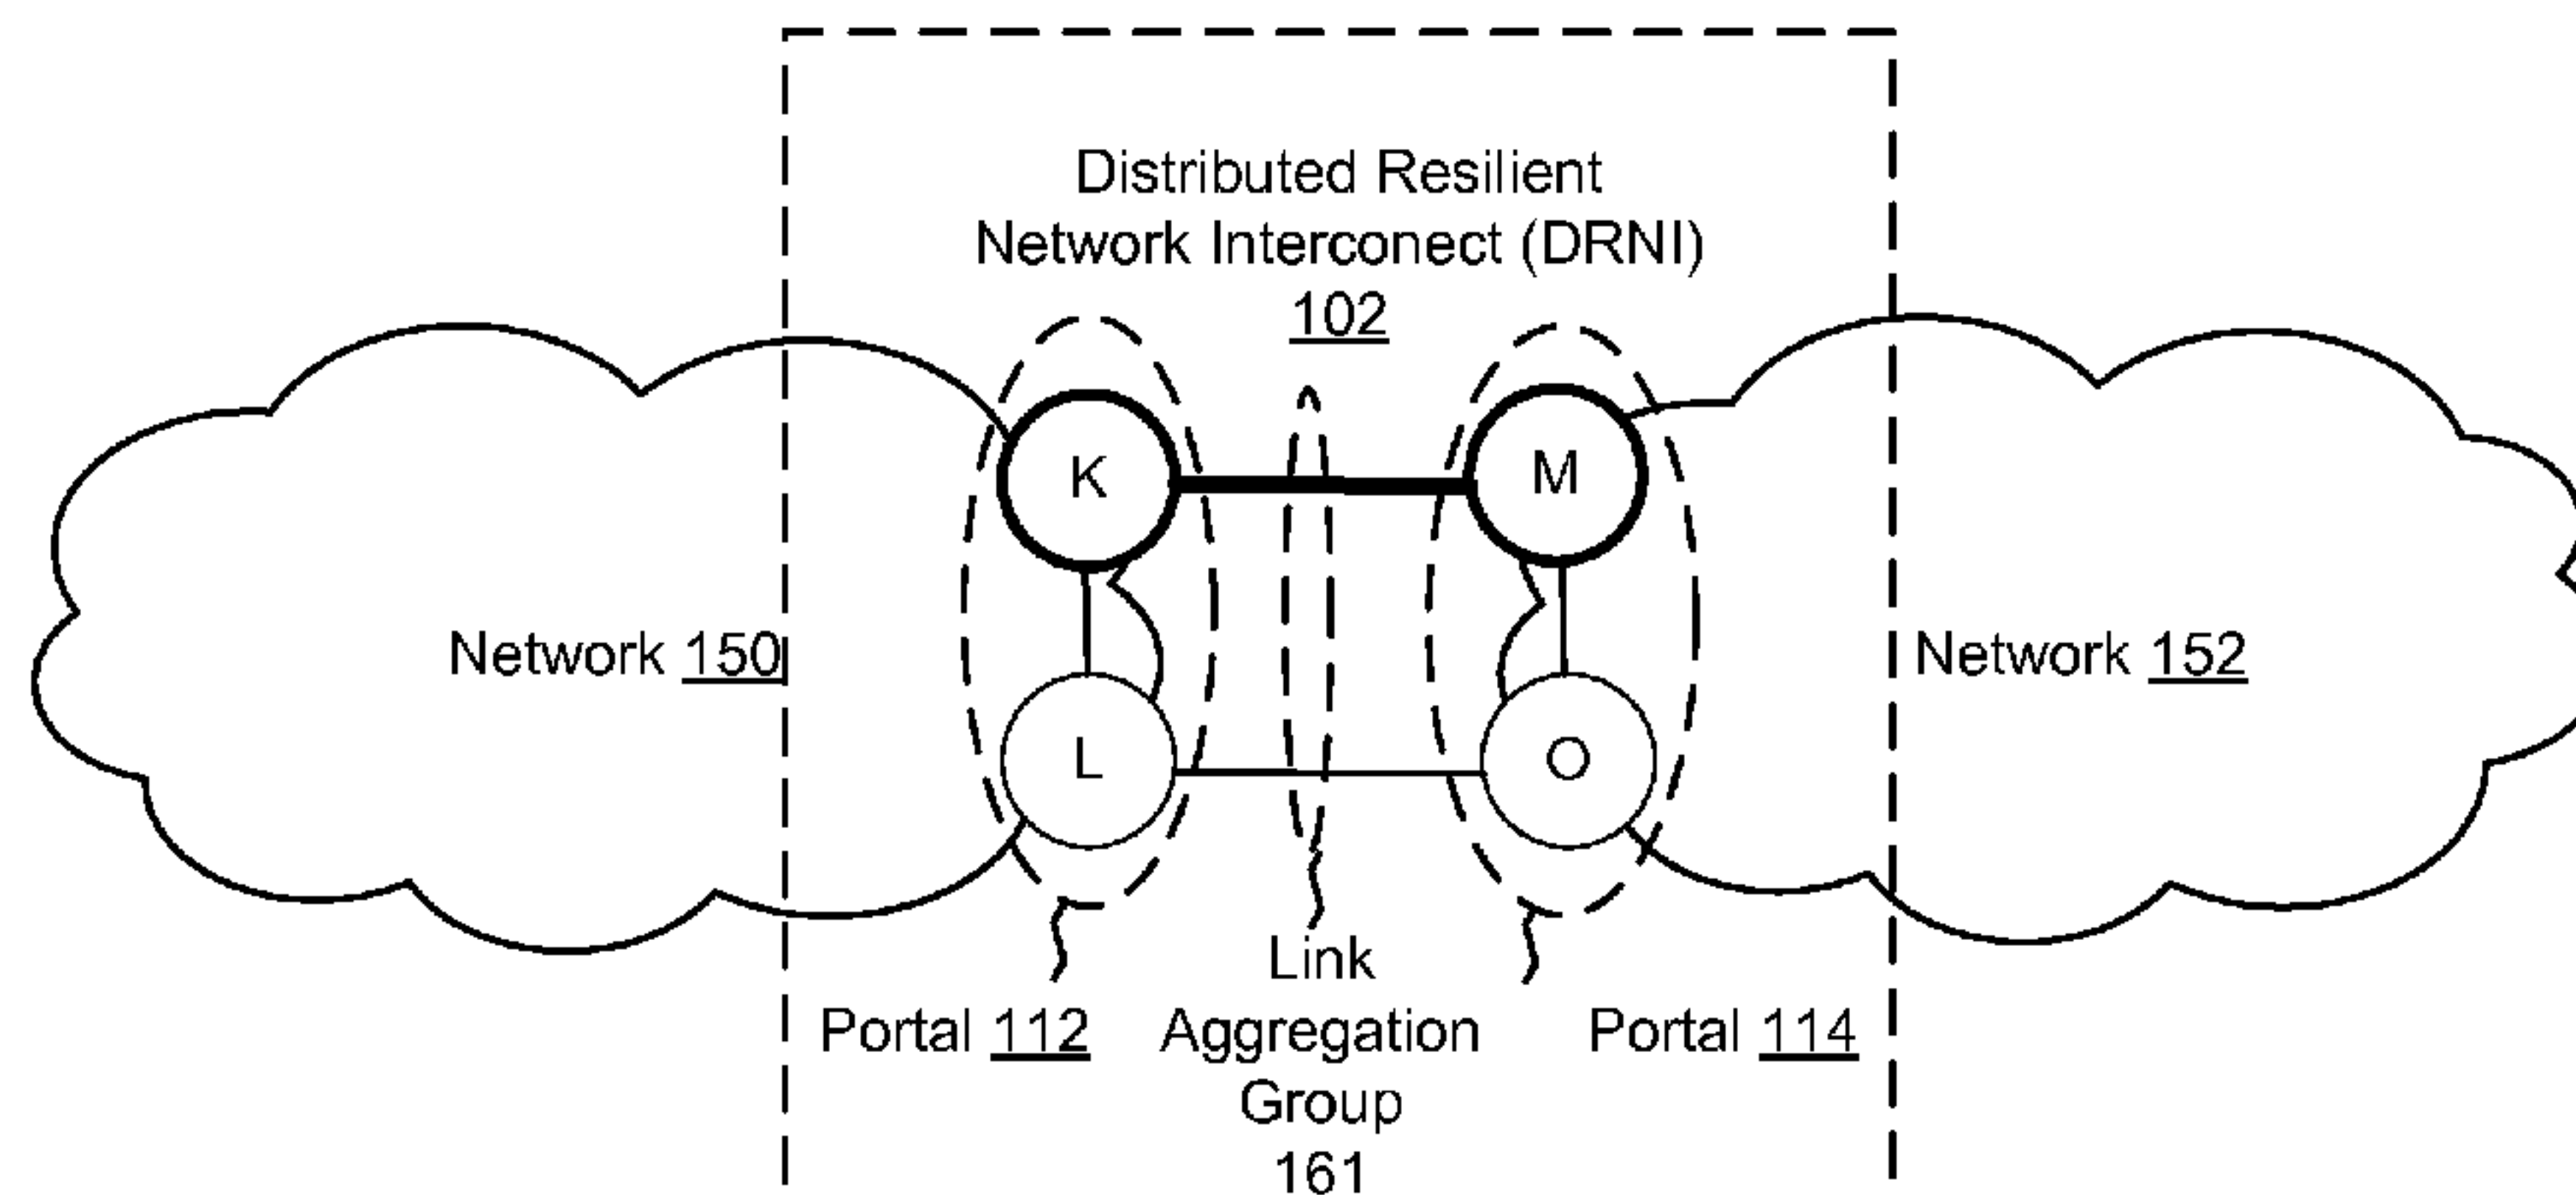 Distributed Resilient
Network Interconect (DRNI)
102
K
M
Network 150
Network 152
L
O
Link
Portal 112
Aggregation
Portal 114
Group
161